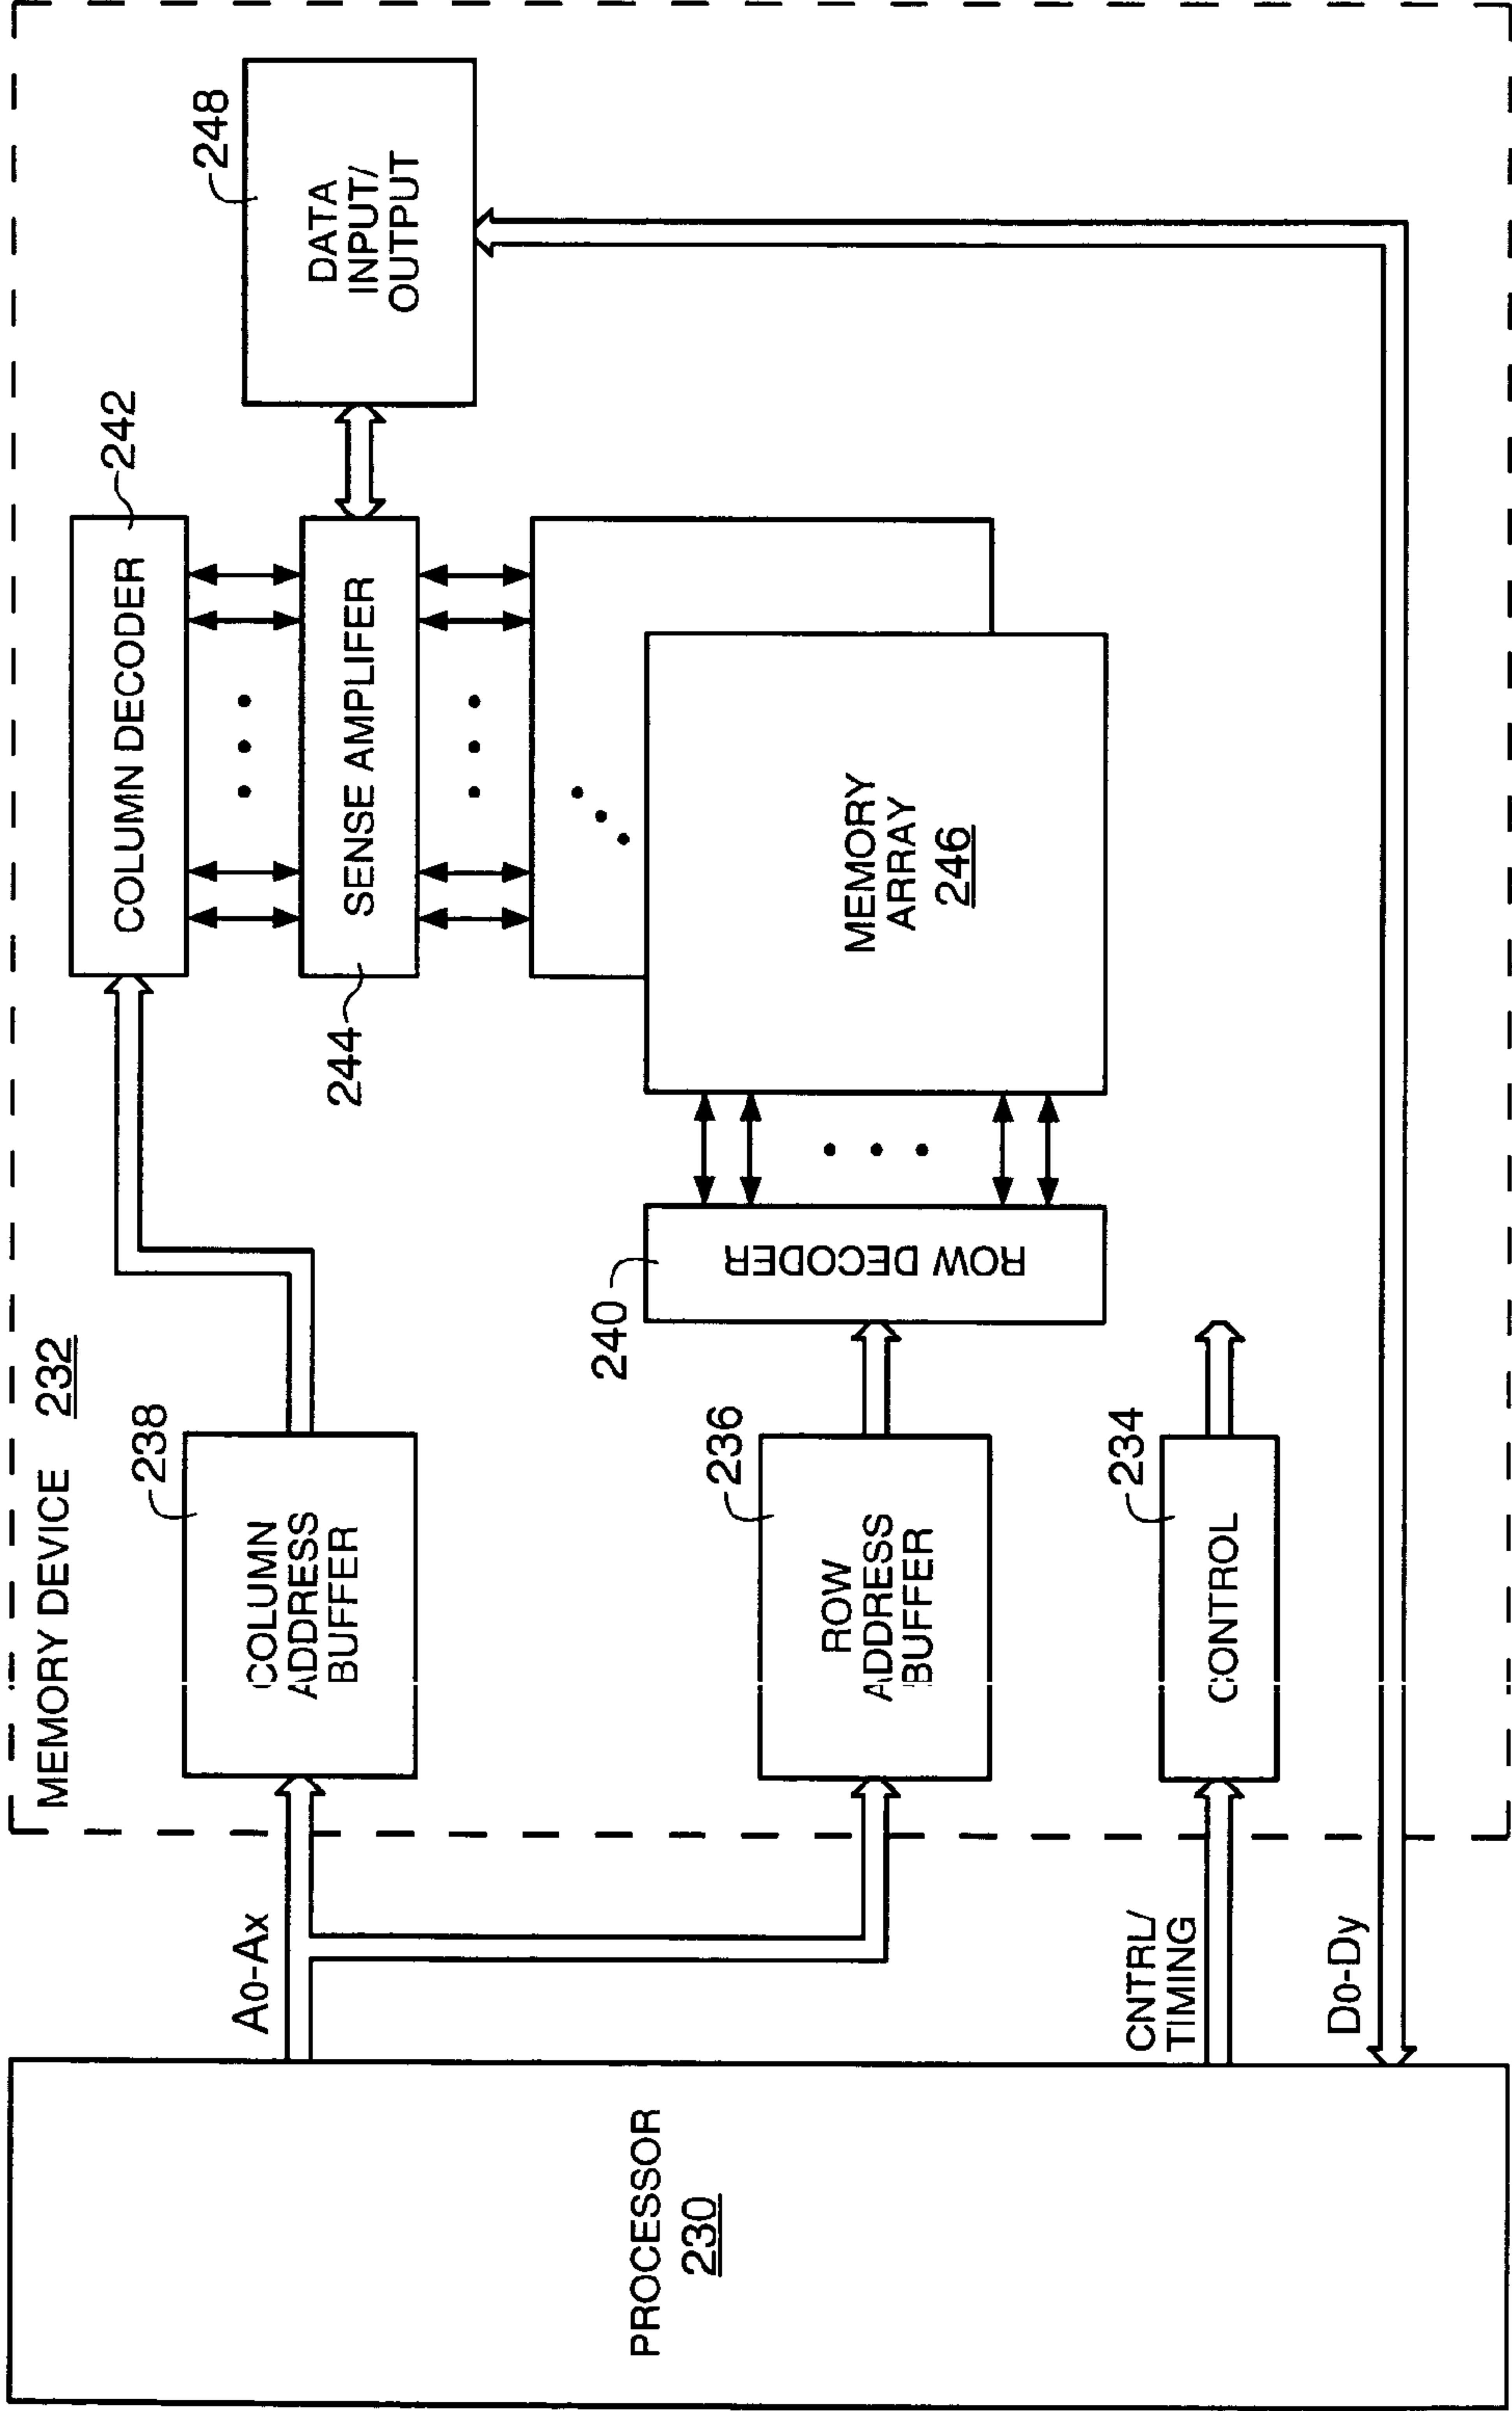 MEMORY DEVICE 232
PROCESSOR
230
A0-AX
CNTRL/
TIMING
D0-Dy
238
COLUMN
ADDRESS
BUFFER
236
ROW
ADDRESS
BUFFER
234
CONTROL
240
ROW DECODER
COLUMN DECODER
242
244
SENSE AMPLIFER
MEMORY
ARRAY
246
248
DATA
INPUT/
OUTPUT